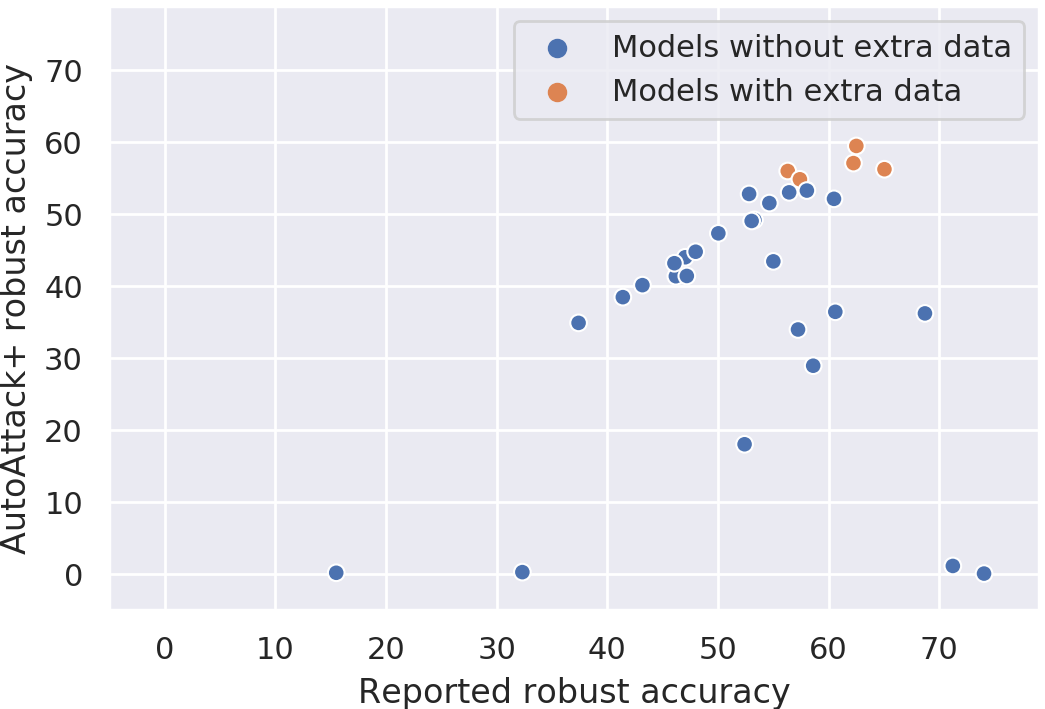 Models without extra data
Models with extra data
AutoAttack+ robust accuracy
70
60
50
40
30
20
10
0
0 10 20 30 40 50 60 70
Reported robust accuracy